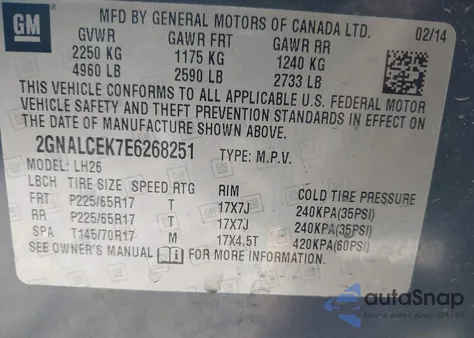 GM
MFD BY GENERAL MOTORS OF CANADA LTD.
02/14
GVWR GAWR FRT GAWR RR
2250 KG 1175 KG 1240 KG
4960 LB 2590 LB 2733 LB
THIS VEHICLE CONFORMS TO ALL APPLICABLE U.S. FEDERAL MOTOR
VEHICLE SAFETY AND THEFT PREVENTION STANDARDS IN EFFECT ON
THE DATE OF MANUFACTURE SHOWN ABOVE.
2GNALCEK7E6268251 TYPE: M.P.V.
MODEL: LH26
LBCH TIRE SIZE SPEED RTG RIM COLD TIRE PRESSURE
FRT P225/65R17 T 17X7J 240KPA(35PSI)
RR P225/65R17 T 17X7J 240KPA(35PSI)
SPA T145/70R17 M 17X4.5T 420KPA(60PSI)
SEE OWNER'S MANUAL FOR MORE INFORMATION.
autoSnap